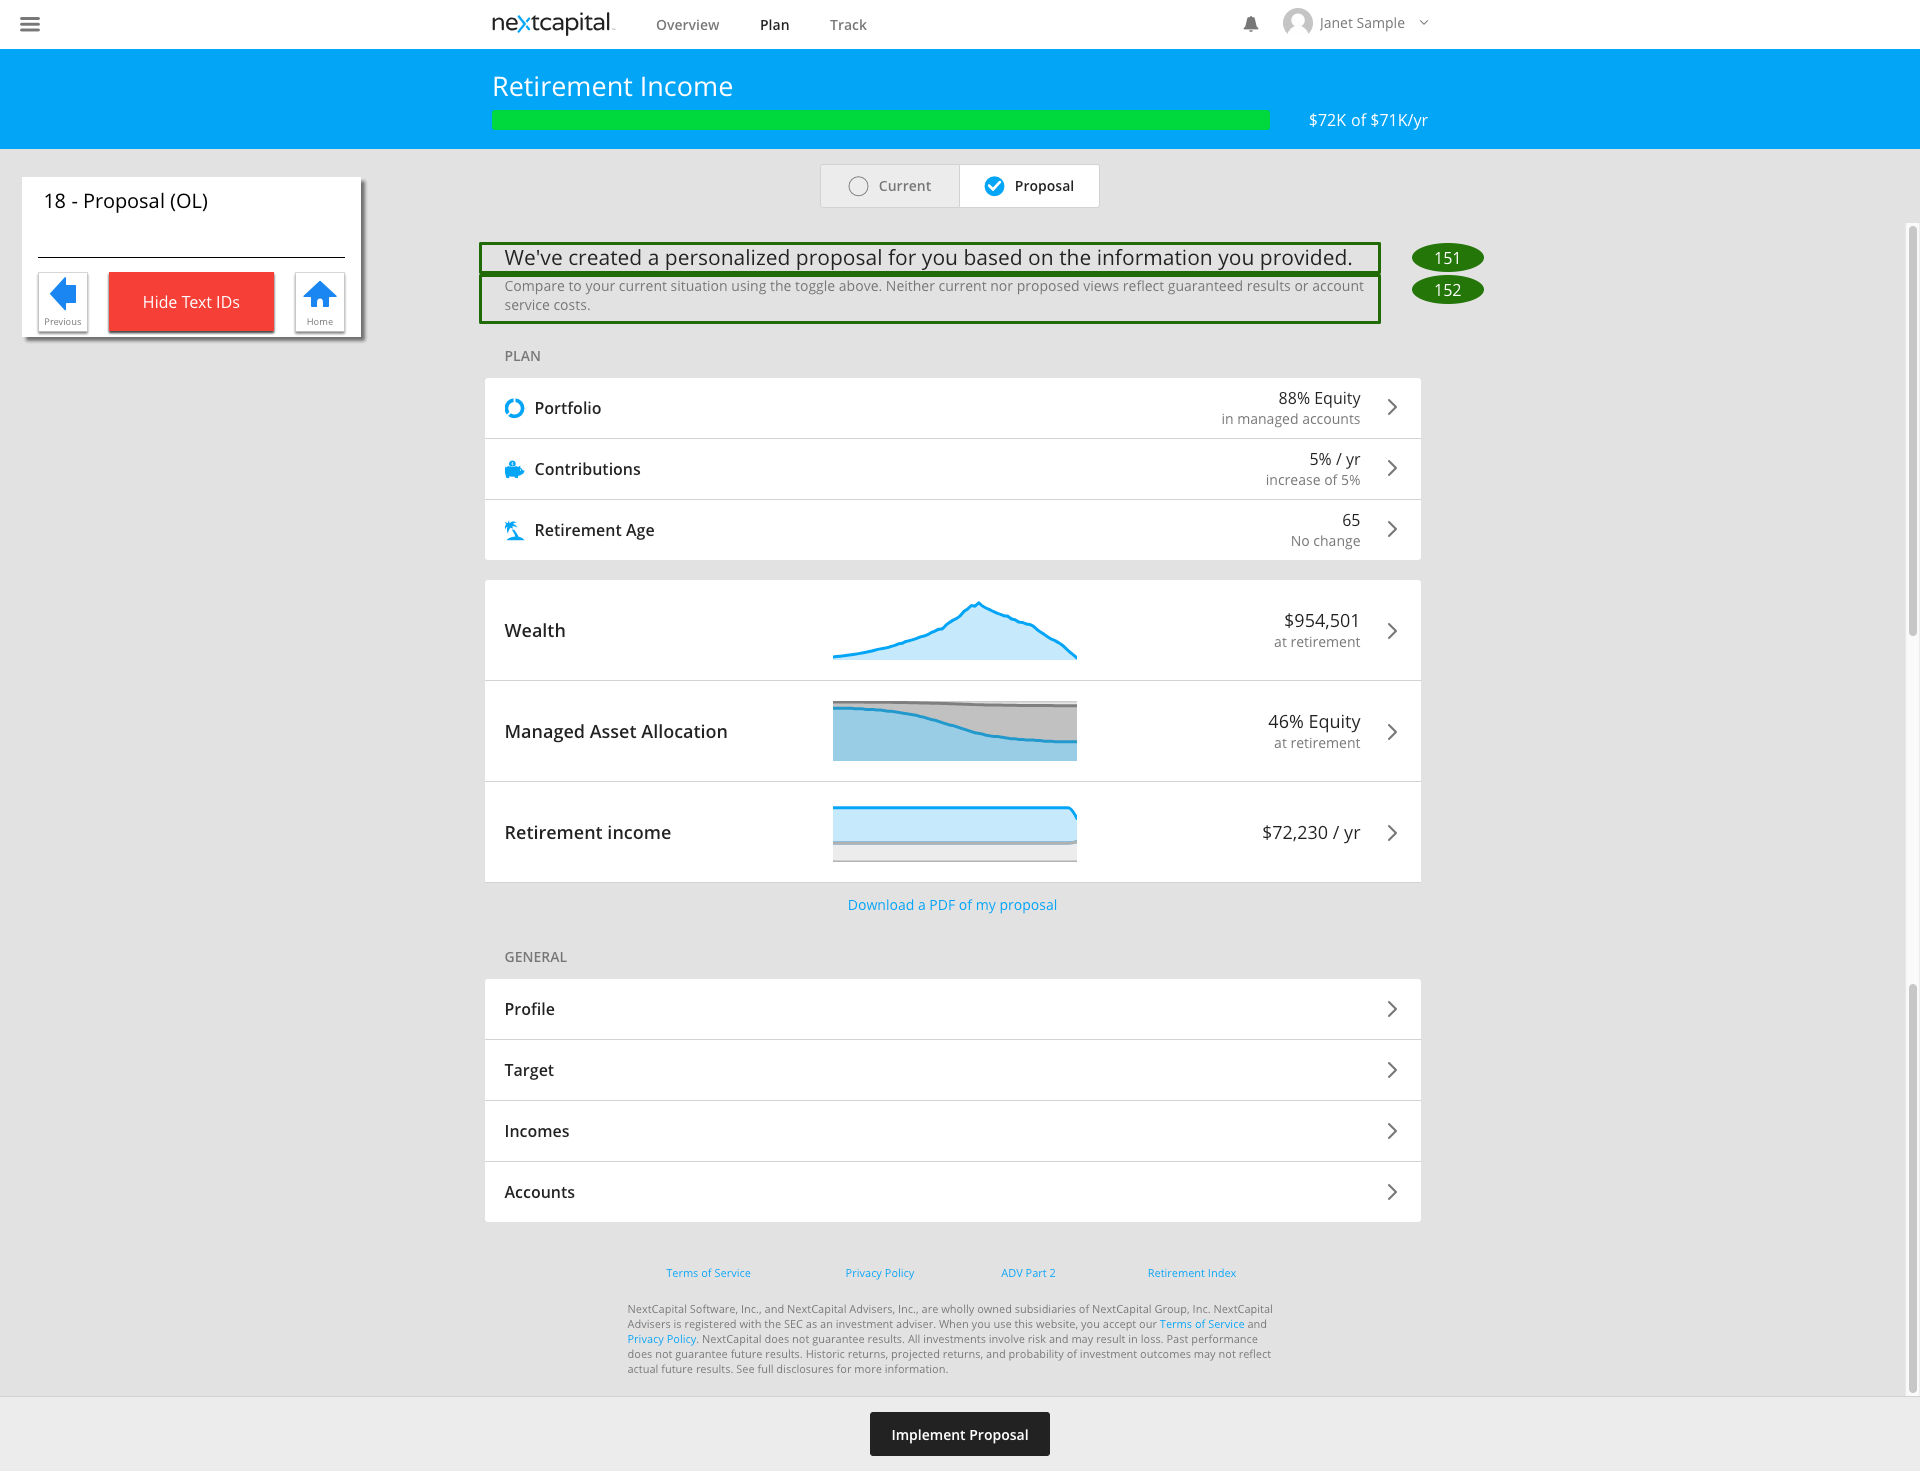 nextcapital
Overview
Plan
Track
Janet Sample
Retirement Income
$72K of $71K/yr
18 - Proposal (OL)
Previous
Hide Text IDs
Home
Current
Proposal
We've created a personalized proposal for you based on the information you provided.
151
Compare to your current situation using the toggle above. Neither current nor proposed views reflect guaranteed results or account
service costs.
152
PLAN
Portfolio
88% Equity
in managed accounts
Contributions
5% / yr
increase of 5%
Retirement Age
65
No change
Wealth
$954,501
at retirement
Managed Asset Allocation
46% Equity
at retirement
Retirement income
$72,230 / yr
Download a PDF of my proposal
GENERAL
Profile
Target
Incomes
Accounts
Terms of Service
Privacy Policy
ADV Part 2
Retirement Index
NextCapital Software, Inc., and NextCapital Advisers, Inc., are wholly owned subsidiaries of NextCapital Group, Inc. NextCapital
Advisers is registered with the SEC as an investment adviser. When you use this website, you accept our Terms of Service and
Privacy Policy. NextCapital does not guarantee results. All investments involve risk and may result in loss. Past performance
does not guarantee future results. Historic returns, projected returns, and probability of investment outcomes may not reflect
actual future results. See full disclosures for more information.
Implement Proposal